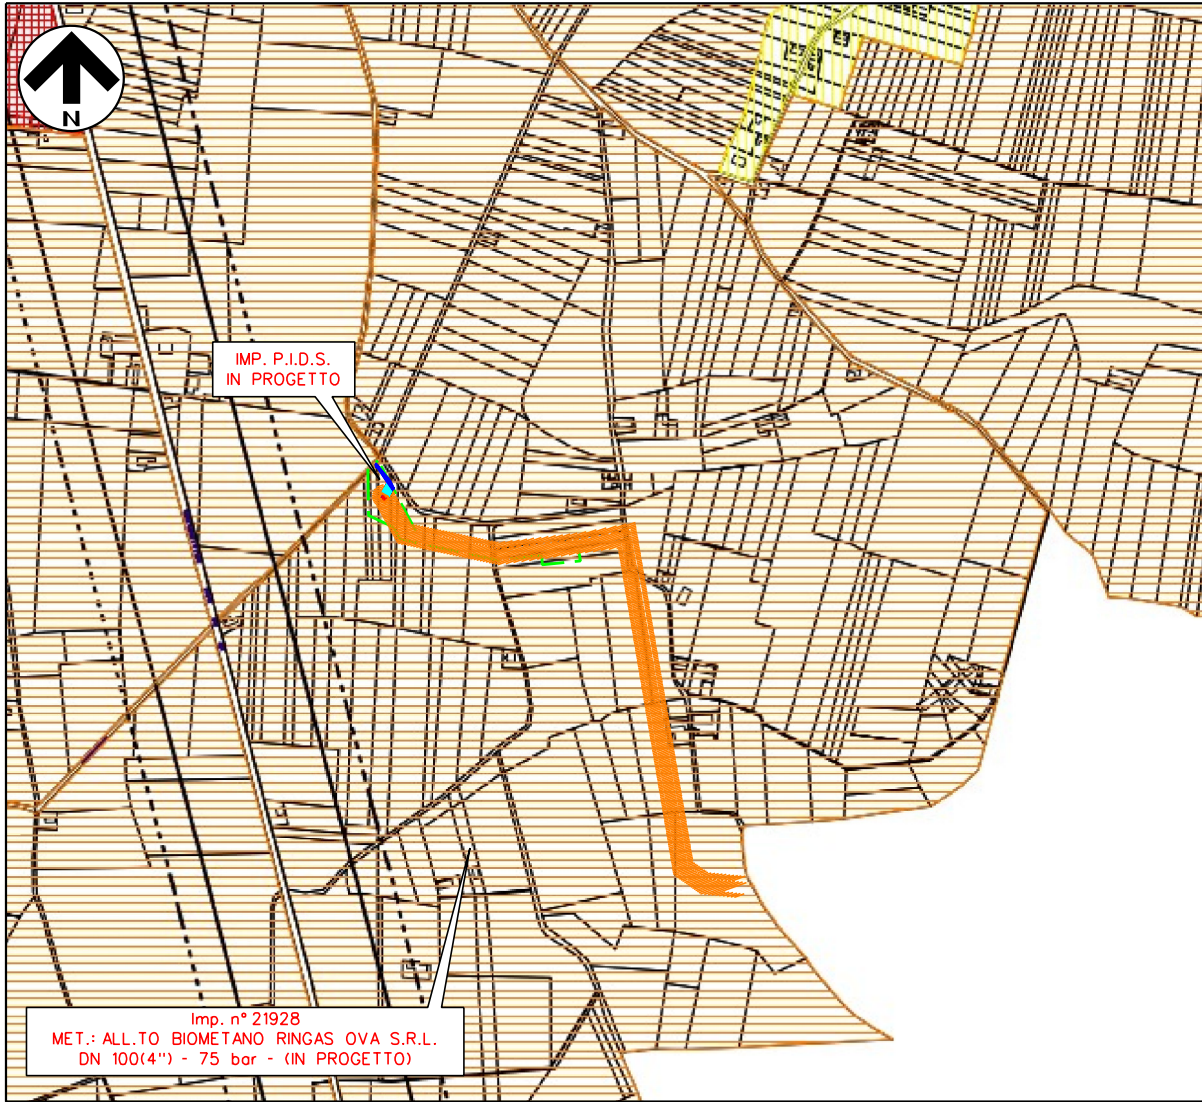 N
IMP. P.I.D.S.
IN PROGETTO
Imp. n° 21928
MET.: ALL.TO BIOMETANO RINGAS OVA S.R.L.
DN 100(4") - 75 bar - (IN PROGETTO)